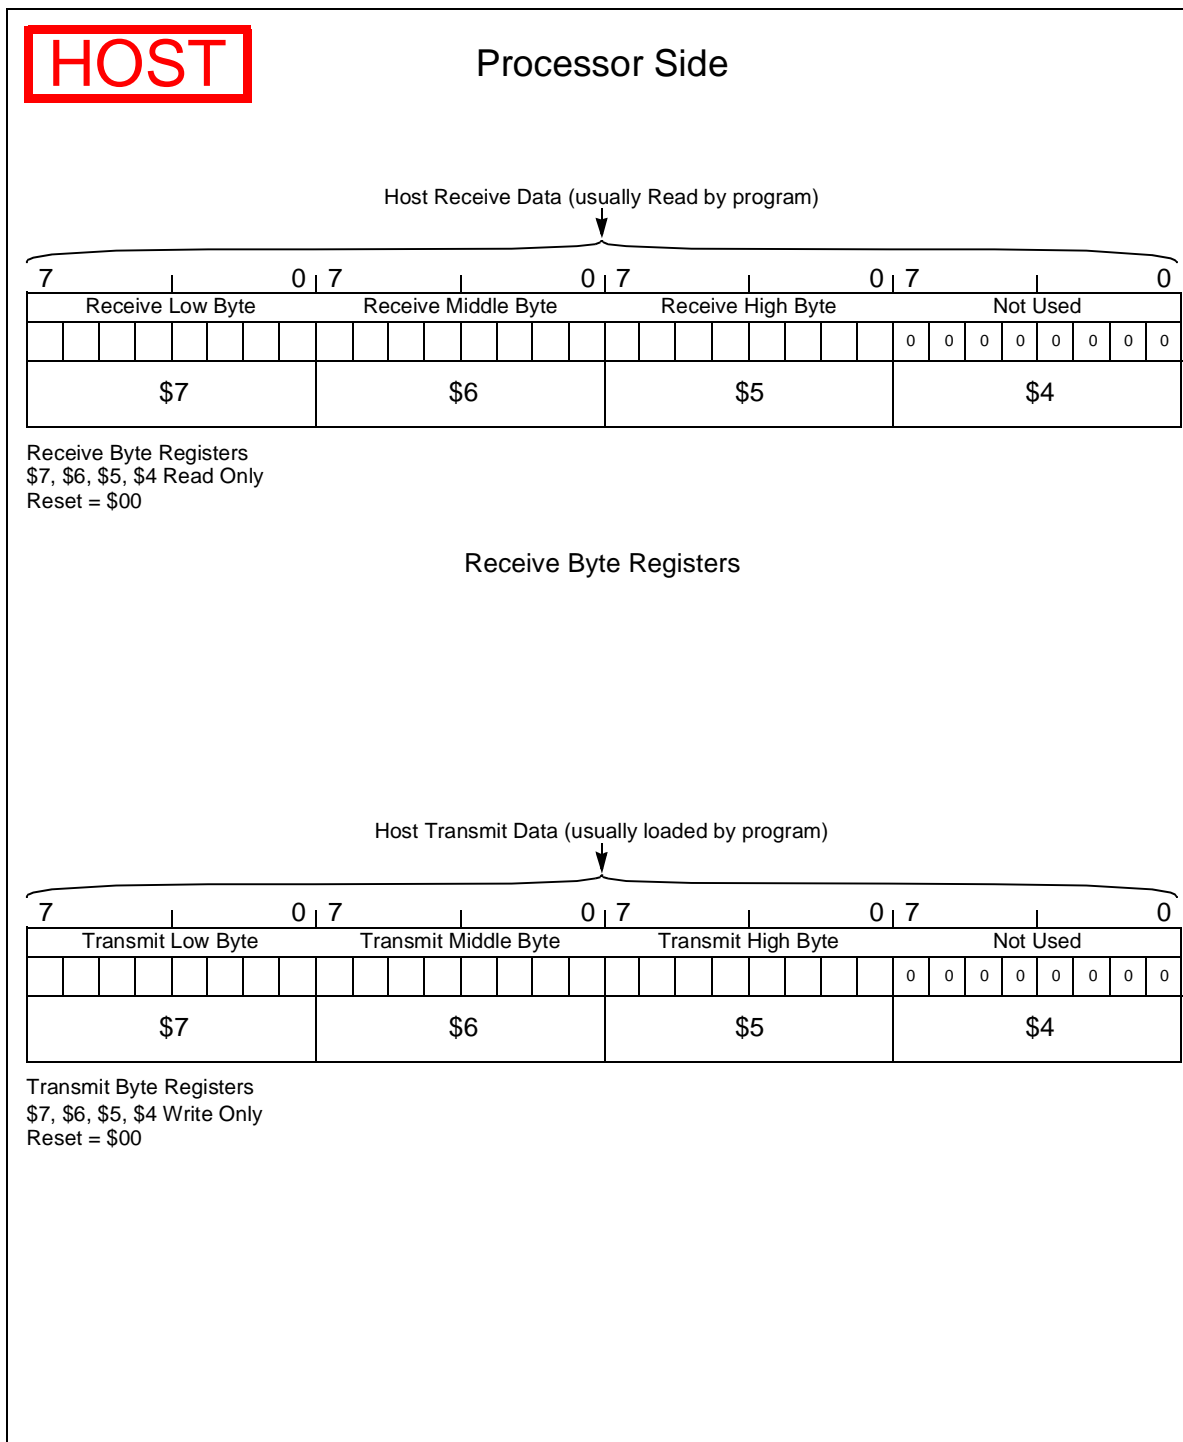 HOST
Processor Side
Host Receive Data (usually Read by program)
7 0 7 0 7 0 7 0
Receive Low Byte Receive Middle Byte Receive High Byte Not Used
0 0 0 0 0 0 0 0
$7 $6 $5 $4
Receive Byte Registers
$7, $6, $5, $4 Read Only
Reset = $00
Receive Byte Registers
Host Transmit Data (usually loaded by program)
7 0 7 0 7 0 7 0
Transmit Low Byte Transmit Middle Byte Transmit High Byte Not Used
0 0 0 0 0 0 0 0
$7 $6 $5 $4
Transmit Byte Registers
$7, $6, $5, $4 Write Only
Reset = $00